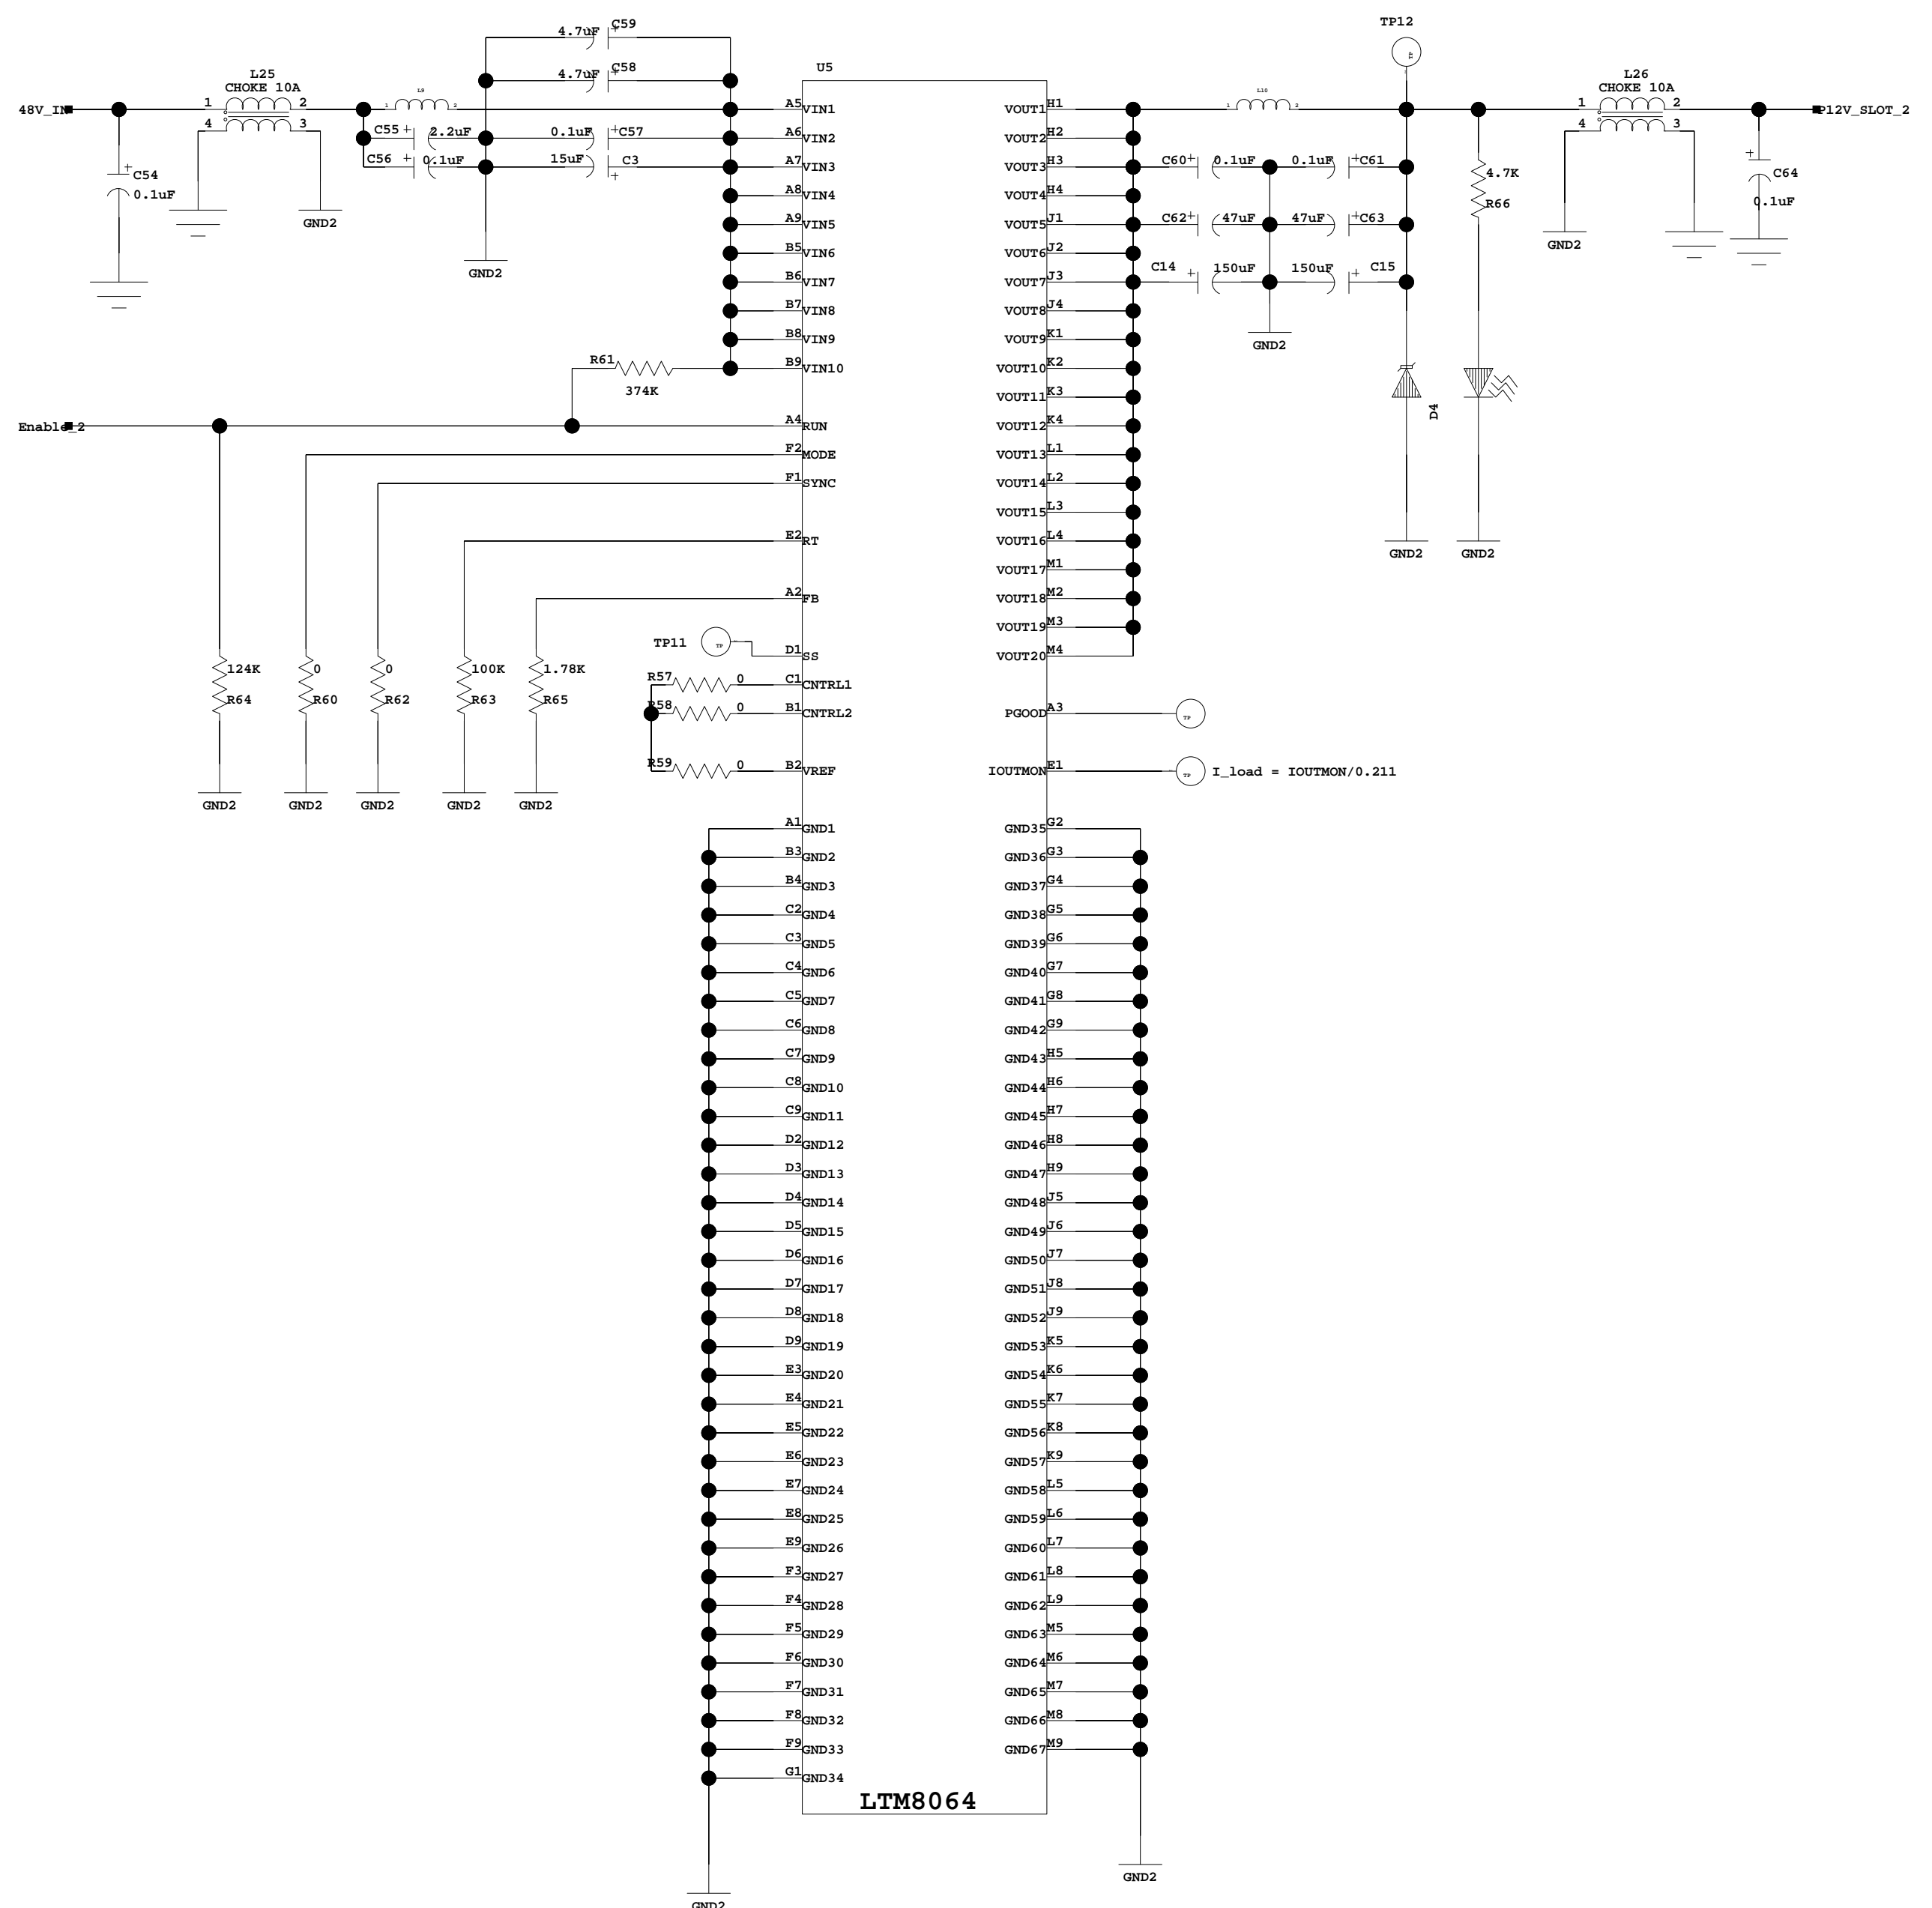 C59
4.7uF
TP12
TP
C58
4.7uF
U5
L25
CHOKE 10A
L26
CHOKE 10A
48V_IN
1 2
1 L9 2
A5 VIN1
VOUT1 H1
1 L10 2
1 2
P12V_SLOT_2
4 3
C55 2.2uF
0.1uF C57
A6 VIN2
VOUT2 H2
4 3
C56 0.1uF
15uF C3
A7 VIN3
VOUT3 H3
C60 0.1uF
0.1uF C61
4.7K
R66
C54
0.1uF
C64
0.1uF
A8 VIN4
VOUT4 H4
A9 VIN5
VOUT5 J1
C62 47uF
47uF C63
GND2
GND2
B5 VIN6
VOUT6 J2
GND2
B6 VIN7
VOUT7 J3
C14 150uF
150uF C15
B7 VIN8
VOUT8 J4
B8 VIN9
VOUT9 K1
GND2
R61
374K
B9 VIN10
VOUT10 K2
VOUT11 K3
D4
Enable_2
A4 RUN
VOUT12 K4
F2 MODE
VOUT13 L1
F1 SYNC
VOUT14 L2
VOUT15 L3
E2 RT
VOUT16 L4
GND2
GND2
VOUT17 M1
A2 FB
VOUT18 M2
VOUT19 M3
TP11
TP
D1 SS
VOUT20 M4
124K
R64
0
R60
0
R62
100K
R63
1.78K
R65
R57 0
C1 CNTRL1
R58 0
B1 CNTRL2
PGOOD A3
TP
R59 0
B2 VREF
IOUTMON E1
TP
I_load = IOUTMON/0.211
GND2
GND2
GND2
GND2
GND2
A1 GND1
GND35 G2
B3 GND2
GND36 G3
B4 GND3
GND37 G4
C2 GND4
GND38 G5
C3 GND5
GND39 G6
C4 GND6
GND40 G7
C5 GND7
GND41 G8
C6 GND8
GND42 G9
C7 GND9
GND43 H5
C8 GND10
GND44 H6
C9 GND11
GND45 H7
D2 GND12
GND46 H8
D3 GND13
GND47 H9
D4 GND14
GND48 J5
D5 GND15
GND49 J6
D6 GND16
GND50 J7
D7 GND17
GND51 J8
D8 GND18
GND52 J9
D9 GND19
GND53 K5
E3 GND20
GND54 K6
E4 GND21
GND55 K7
E5 GND22
GND56 K8
E6 GND23
GND57 K9
E7 GND24
GND58 L5
E8 GND25
GND59 L6
E9 GND26
GND60 L7
F3 GND27
GND61 L8
F4 GND28
GND62 L9
F5 GND29
GND63 M5
F6 GND30
GND64 M6
F7 GND31
GND65 M7
F8 GND32
GND66 M8
F9 GND33
GND67 M9
G1 GND34
LTM8064
GND2
GND2